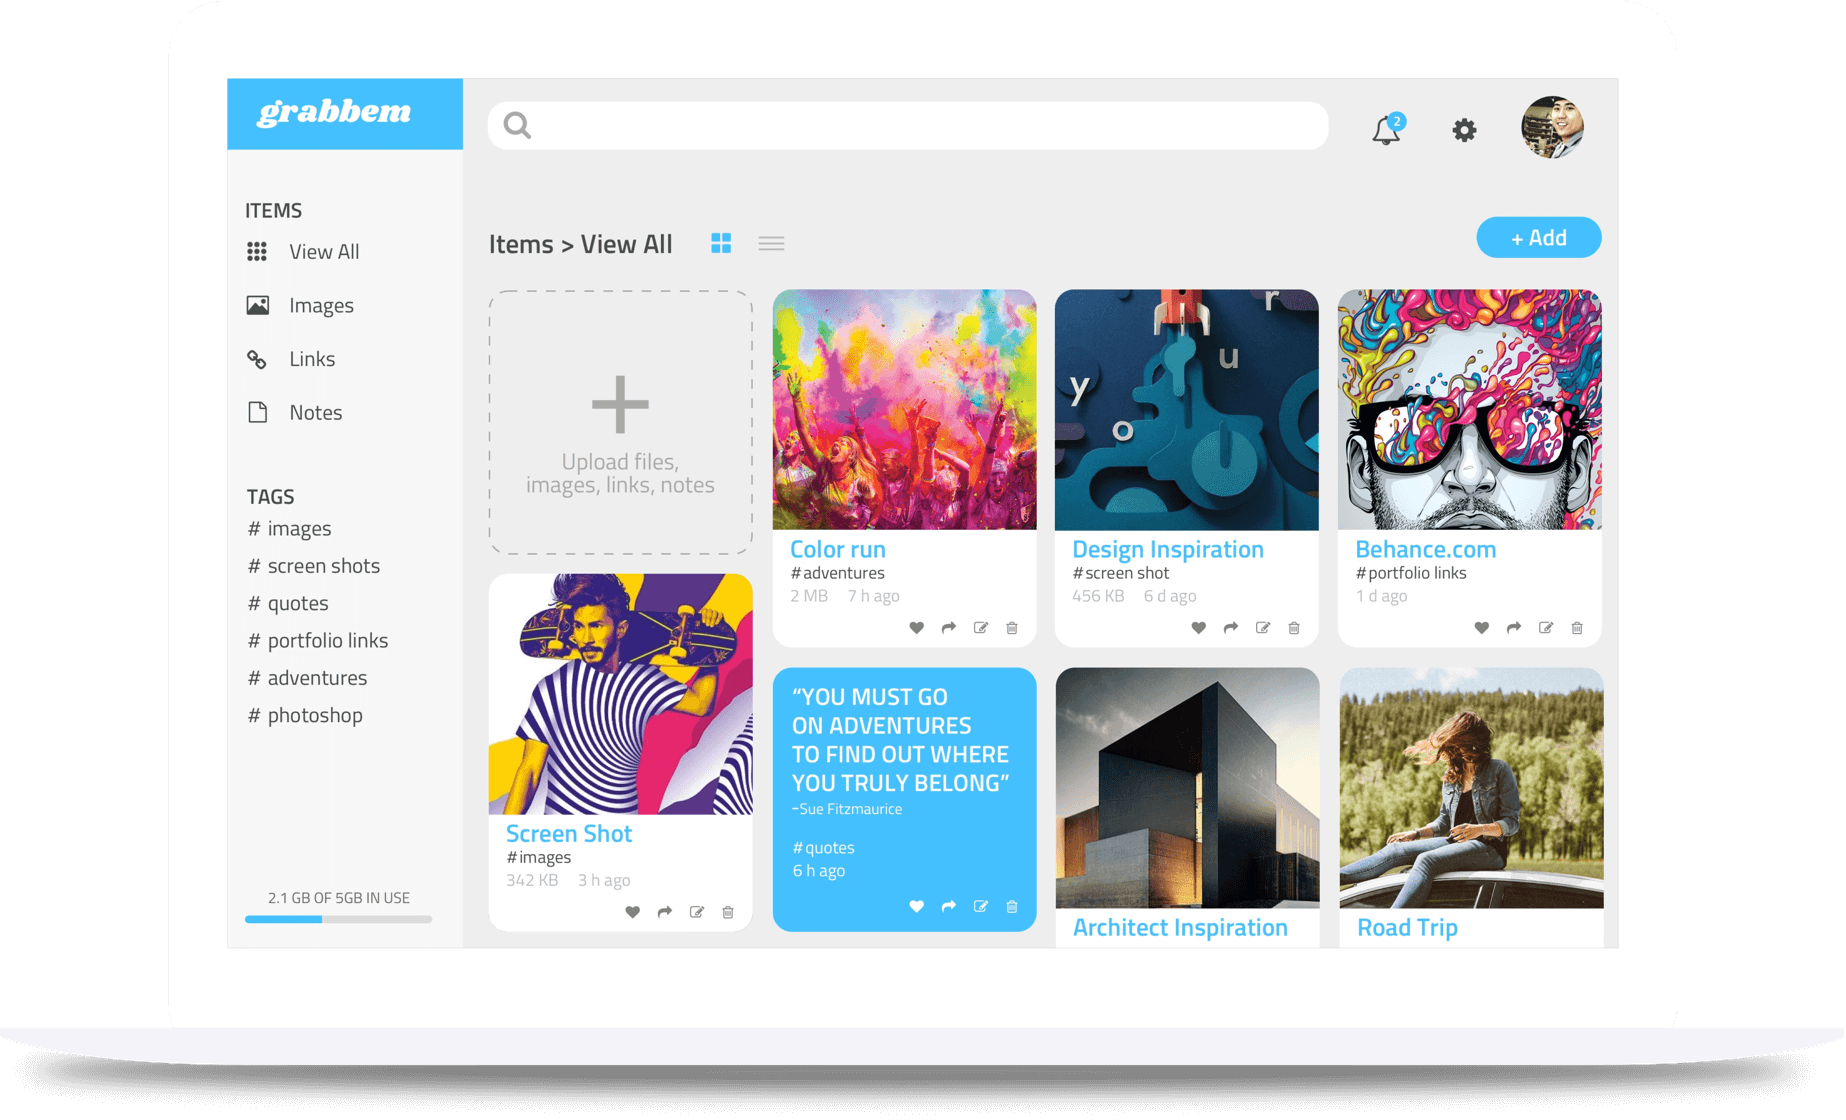 grabbem
2
ITEMS
View All
Images
Links
Notes
TAGS
# images
# screen shots
# quotes
# portfolio links
# adventures
# photoshop
2.1 GB OF 5GB IN USE
Items > View All
+ Add
Upload files,
images, links, notes
Color run
#adventures
2 MB 7 h ago
r
u
y
o
Design Inspiration
#screen shot
456 KB 6 d ago
Behance.com
#portfolio links
1 d ago
Screen Shot
#images
342 KB 3 h ago
“YOU MUST GO
ON ADVENTURES
TO FIND OUT WHERE
YOU TRULY BELONG”
-Sue Fitzmaurice
#quotes
6 h ago
Architect Inspiration
Road Trip